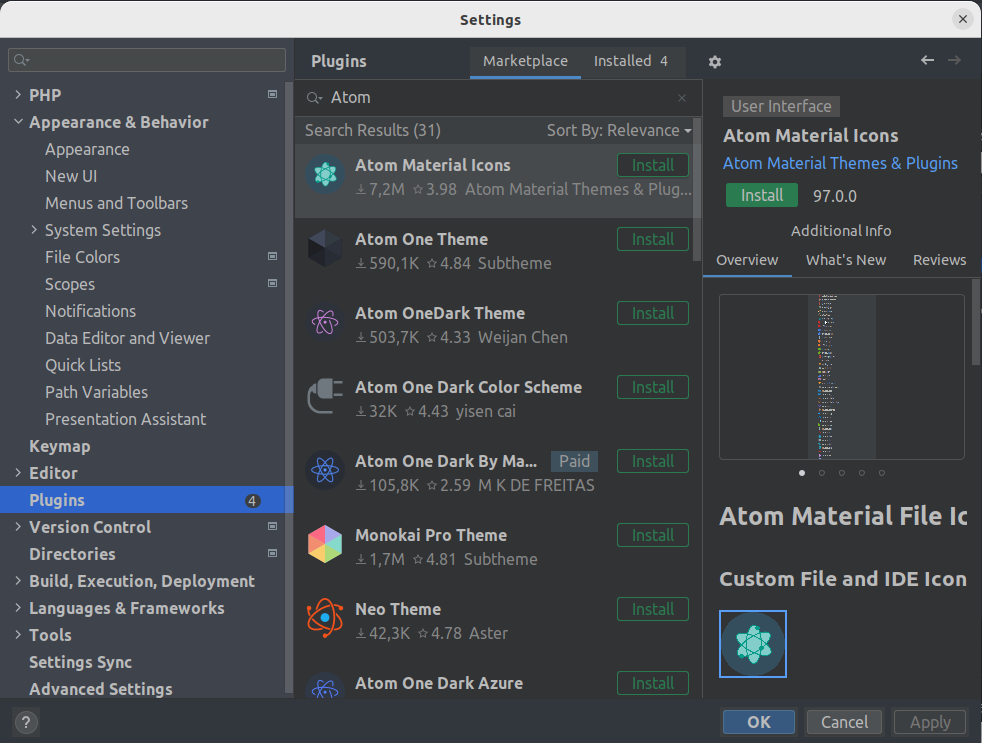 Settings
PHP
Appearance & Behavior
Appearance
New UI
Menus and Toolbars
System Settings
File Colors
Scopes
Notifications
Data Editor and Viewer
Quick Lists
Path Variables
Presentation Assistant
Keymap
Editor
Plugins 4
Version Control
Directories
Build, Execution, Deployment
Languages & Frameworks
Tools
Settings Sync
Advanced Settings
?
Plugins
Marketplace
Installed 4
Atom
Search Results (31) Sort By: Relevance
Atom Material Icons Install
7,2M 3.98 Atom Material Themes & Plug...
Atom One Theme Install
590,1K 4.84 Subtheme
Atom OneDark Theme Install
503,7K 4.33 Weijan Chen
Atom One Dark Color Scheme Install
32K 4.43 yisen cai
Atom One Dark By Ma... Paid Install
105,8K 2.59 M K DE FREITAS
Monokai Pro Theme Install
1,7M 4.81 Subtheme
Neo Theme Install
42,3K 4.78 Aster
Atom One Dark Azure Install
User Interface
Atom Material Icons
Atom Material Themes & Plugins
Install 97.0.0
Additional Info
Overview What's New Reviews
Atom Material File Ic
Custom File and IDE Icon
OK Cancel Apply